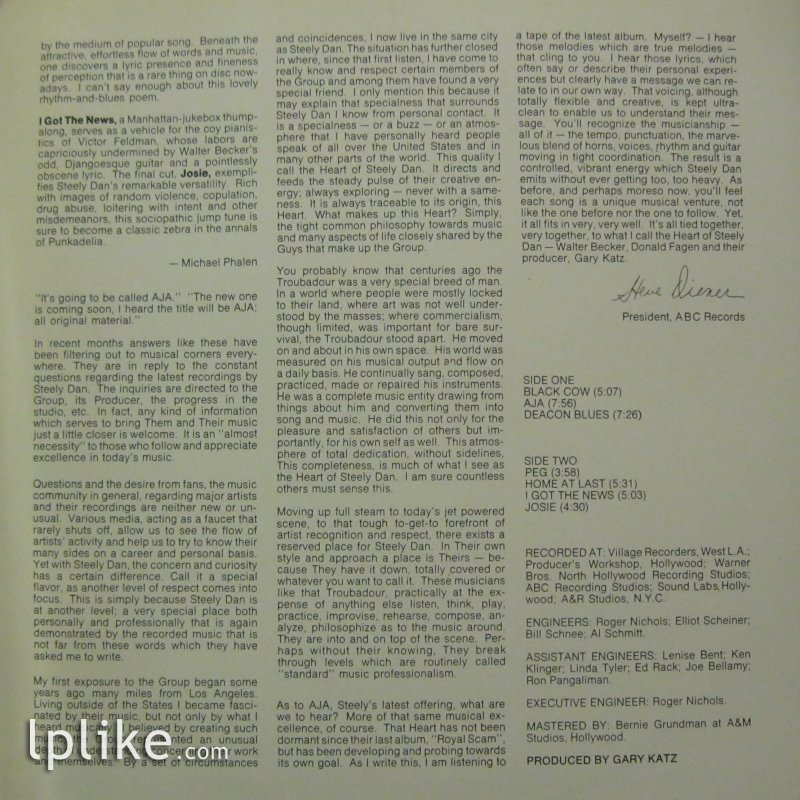 by the medium of popular song. Beneath the
attractive, effortless flow of words and music,
one discovers a lyric presence and fineness
of perception that is a rare thing on disc now-
adays. I can't say enough about this lovely
rhythm-and-blues poem.
I Got The News, a Manhattan-jukebox thump-
along, serves as a vehicle for the coy pianis-
tics of Victor Feldman, whose labors are
capriciously undermined by Walter Becker's
odd, Djangoesque guitar and a pointlessly
obscene lyric. The final cut, Josie, exempli-
fies Steely Dan's remarkable versatility. Rich
with images of random violence, copulation,
drug abuse, loitering with intent and other
misdemeanors, this sociopathic jump tune is
sure to become a classic zebra in the annals
of Punkadelia.
— Michael Phalen
"It's going to be called AJA." "The new one
is coming soon, I heard the title will be AJA;
all original material."
In recent months answers like these have
been filtering out to musical corners every-
where. They are in reply to the constant
questions regarding the latest recordings by
Steely Dan. The inquiries are directed to the
Group, its Producer, the progress in the
studio, etc. In fact, any kind of information
which serves to bring Them and Their music
just a little closer is welcome. It is an "almost
necessity" to those who follow and appreciate
excellence in today's music.
Questions and the desire from fans, the music
community in general, regarding major artists
and their recordings are neither new or un-
usual. Various media, acting as a faucet that
rarely shuts off, allow us to see the flow of
artists' activity and help us to try to know their
many sides on a career and personal basis.
Yet with Steely Dan, the concern and curiosity
has a certain difference. Call it a special
flavor, as another level of respect comes into
focus. This is simply because Steely Dan is
at another level; a very special place both
personally and professionally that is again
demonstrated by the recorded music that is
not far from these words which they have
asked me to write.
My first exposure to the Group began some
years ago many miles from Los Angeles.
Living outside of the States I became fasci-
nated by their music, but not only by what I
heard musically. I believed by creating such
an unusual
work
and themselves. By a set of circumstances
and coincidences, I now live in the same city
as Steely Dan. The situation has further closed
in where, since that first listen, I have come to
really know and respect certain members of
the Group and among them have found a very
special friend. I only mention this because it
may explain that specialness that surrounds
Steely Dan I know from personal contact. It
is a specialness — or a buzz — or an atmos-
phere that I have personally heard people
speak of all over the United States and in
many other parts of the world. This quality I
call the Heart of Steely Dan. It directs and
feeds the steady pulse of their creative en-
ergy; always exploring — never with a same-
ness. It is always traceable to its origin, this
Heart. What makes up this Heart? Simply,
the tight common philosophy towards music
and many aspects of life closely shared by the
Guys that make up the Group.
You probably know that centuries ago the
Troubadour was a very special breed of man.
In a world where people were mostly locked
to their land, where art was not well under-
stood by the masses; where commercialism,
though limited, was important for bare sur-
vival, the Troubadour stood apart. He moved
on and about in his own space. His world was
measured on his musical output and flow on
a daily basis. He continually sang, composed,
practiced, made or repaired his instruments.
He was a complete music entity drawing from
things about him and converting them into
song and music. He did this not only for the
pleasure and satisfaction of others but im-
portantly, for his own self as well. This atmos-
phere of total dedication, without sidelines,
This completeness, is much of what I see as
the Heart of Steely Dan. I am sure countless
others must sense this.
Moving up full steam to today's jet powered
scene, to that tough to-get-to forefront of
artist recognition and respect, there exists a
reserved place for Steely Dan. In Their own
style and approach a place is Theirs — be-
cause They have it down, totally covered or
whatever you want to call it. These musicians
like that Troubadour, practically at the ex-
pense of anything else listen, think, play,
practice, improvise, rehearse, compose, an-
alyze, philosophize as to the music around.
They are into and on top of the scene. Per-
haps without their knowing, They break
through levels which are routinely called
"standard" music professionalism.
As to AJA, Steely's latest offering, what are
we to hear? More of that same musical ex-
cellence, of course. That Heart has not been
dormant since their last album, "Royal Scam",
but has been developing and probing towards
its own goal. As I write this, I am listening to
a tape of the latest album. Myself? — I hear
those melodies which are true melodies —
that cling to you. I hear those lyrics, which
often say or describe their personal experi-
ences but clearly have a message we can re-
late to in our own way. That voicing, although
totally flexible and creative, is kept ultra-
clean to enable us to understand their mes-
sage. You'll recognize the musicianship —
all of it — the tempo, punctuation, the marve-
lous blend of horns, voices, rhythm and guitar
moving in tight coordination. The result is a
controlled, vibrant energy which Steely Dan
emits without ever getting too, too heavy. As
before, and perhaps moreso now, you'll feel
each song is a unique musical venture, not
like the one before nor the one to follow. Yet,
it all fits in very, very well. It's all tied together,
very together, to what I call the Heart of Steely
Dan — Walter Becker, Donald Fagen and their
producer, Gary Katz.
Steve Diener
President, ABC Records
SIDE ONE
BLACK COW (5:07)
AJA (7:56)
DEACON BLUES (7:26)
SIDE TWO
PEG (3:58)
HOME AT LAST (5:31)
I GOT THE NEWS (5:03)
JOSIE (4:30)
RECORDED AT: Village Recorders, West L.A.;
Producer's Workshop, Hollywood; Warner
Bros. North Hollywood Recording Studios;
ABC Recording Studios; Sound Labs, Holly-
wood; A&R Studios, N.Y.C.
ENGINEERS: Roger Nichols; Elliot Scheiner;
Bill Schnee; Al Schmitt.
ASSISTANT ENGINEERS: Lenise Bent; Ken
Klinger; Linda Tyler; Ed Rack; Joe Bellamy;
Ron Pangaliman.
EXECUTIVE ENGINEER: Roger Nichols.
MASTERED BY: Bernie Grundman at A&M
Studios, Hollywood.
PRODUCED BY GARY KATZ
lplike.com